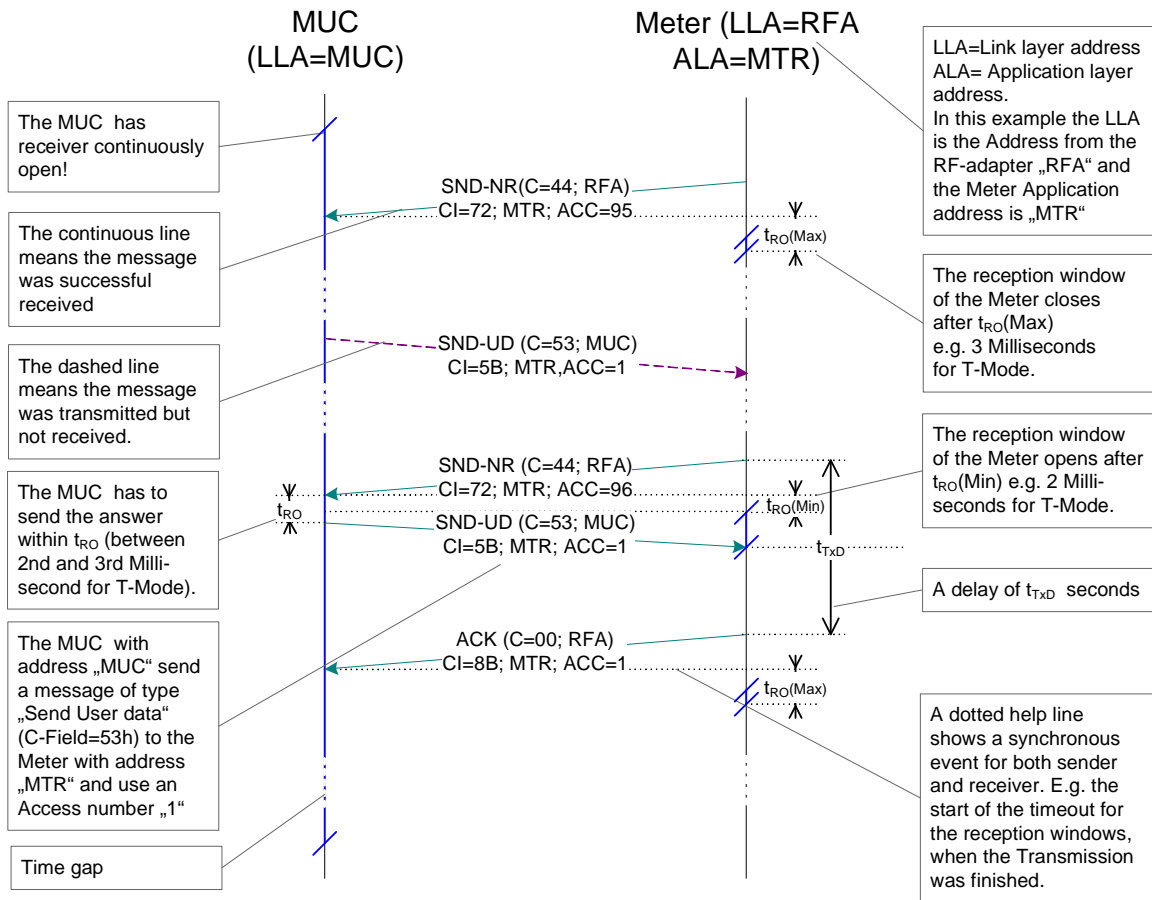 MUC
(LLA=MUC)
Meter (LLA=RFA
ALA=MTR)
LLA=Link layer address
ALA= Application layer
address.
In this example the LLA
is the Address from the
RF-adapter „RFA“ and
the Meter Application
address is „MTR“
The MUC has
receiver continuously
open!
SND-NR(C=44; RFA)
CI=72; MTR; ACC=95
tRO(Max)
The continuous line
means the message
was successful
received
The reception window
of the Meter closes
after tRO(Max)
e.g. 3 Milliseconds
for T-Mode.
SND-UD (C=53; MUC)
CI=5B; MTR,ACC=1
The dashed line
means the message
was transmitted but
not received.
The reception window
of the Meter opens after
tRO(Min) e.g. 2 Milli-
seconds for T-Mode.
SND-NR (C=44; RFA)
CI=72; MTR; ACC=96
The MUC has to
send the answer
within tRO (between
2nd and 3rd Milli-
second for T-Mode).
tRO
tRO(Min)
SND-UD (C=53; MUC)
CI=5B; MTR; ACC=1
tTxD
A delay of tTxD seconds
The MUC with
address „MUC“ send
a message of type
„Send User data“
(C-Field=53h) to the
Meter with address
„MTR“ and use an
Access number „1“
ACK (C=00; RFA)
CI=8B; MTR; ACC=1
tRO(Max)
A dotted help line
shows a synchronous
event for both sender
and receiver. E.g. the
start of the timeout for
the reception windows,
when the Transmission
was finished.
Time gap